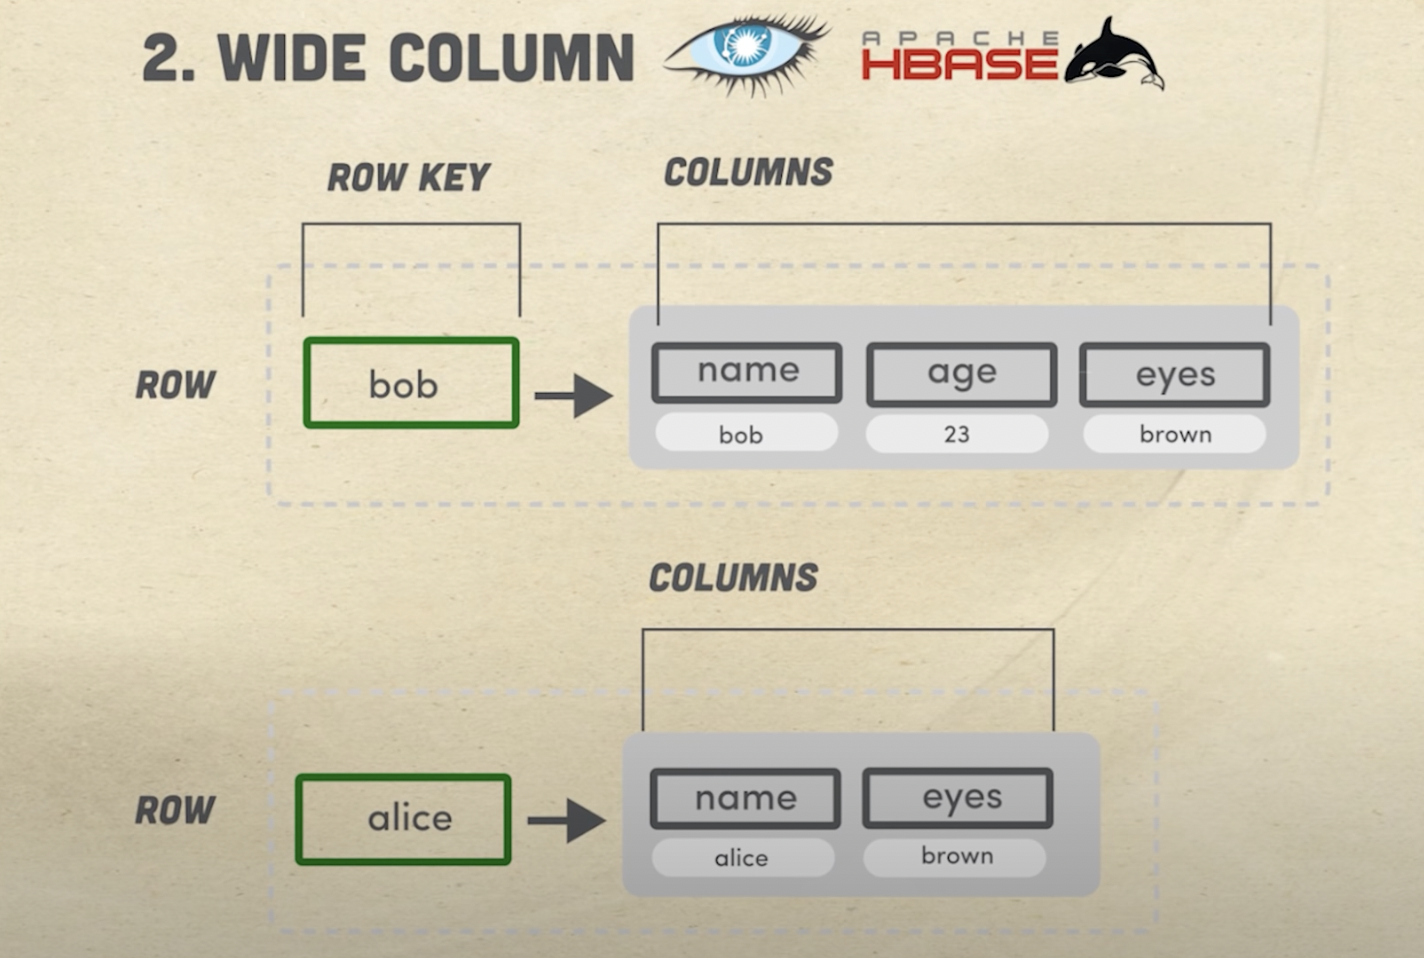 2. WIDE COLUMN
APACHE
HBASE
ROW KEY
COLUMNS
ROW
bob
name
age
eyes
bob
23
brown
COLUMNS
ROW
alice
name
eyes
alice
brown